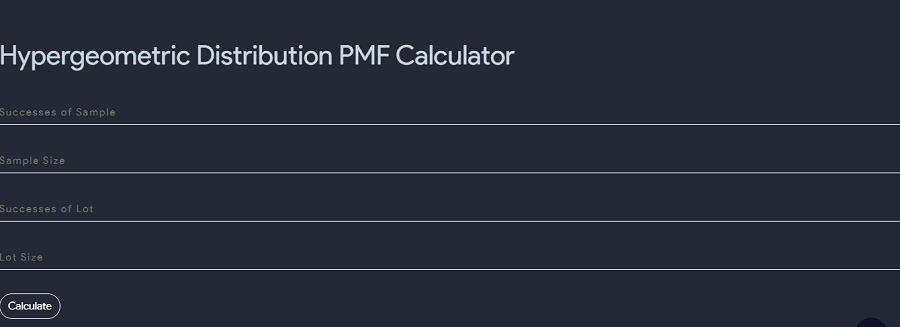 Hypergeometric Distribution PMF Calculator
Successes of Sample
Sample Size
Successes of Lot
Lot Size
Calculate